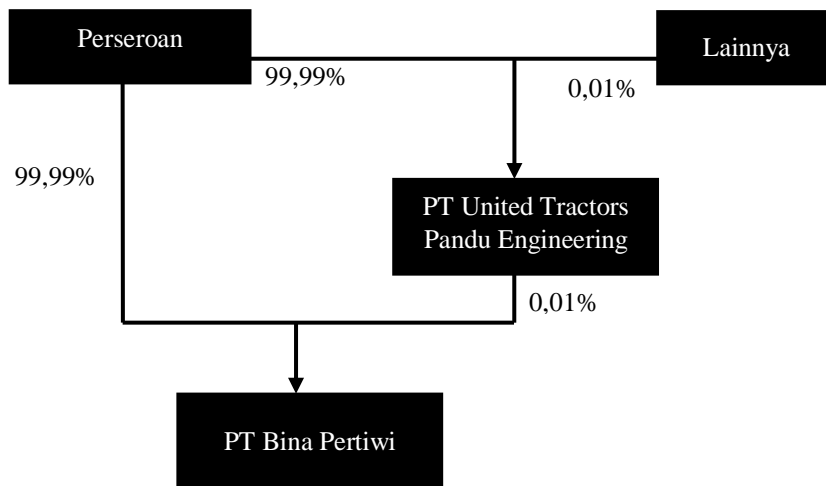 Perseroan
Lainnya
99,99%
0,01%
99,99%
PT United Tractors
Pandu Engineering
0,01%
PT Bina Pertiwi